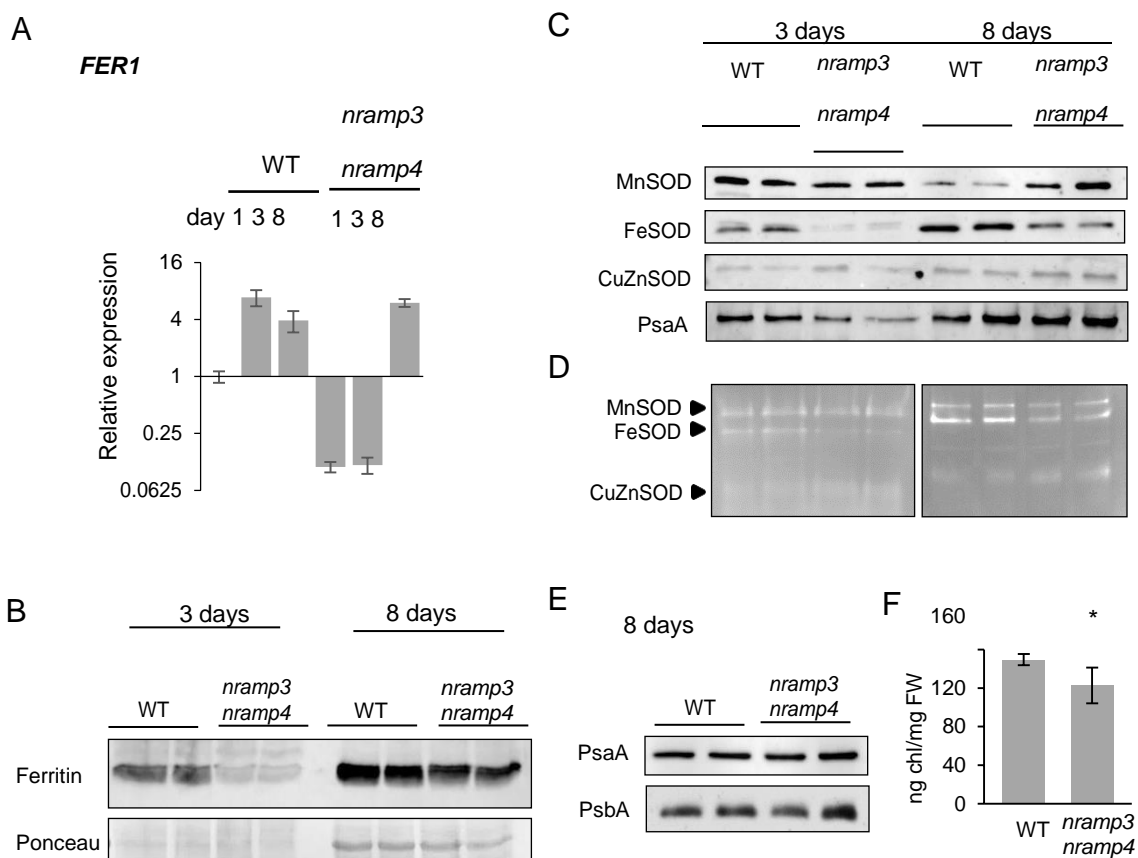 A
FER1
nramp3
WT
nramp4
day 1 3 8 1 3 8
Relative expression
16
4
1
0.25
0.0625
B
3 days 8 days
WT nramp3 nramp4 WT nramp3 nramp4
Ferritin
Ponceau
C
3 days 8 days
WT nramp3 WT nramp3
nramp4 nramp4
MnSOD
FeSOD
CuZnSOD
PsaA
D
MnSOD
FeSOD
CuZnSOD
E
8 days
WT nramp3 nramp4
PsaA
PsbA
F
160
*
120
80
40
0
ng chl/mg FW
WT nramp3
nramp4